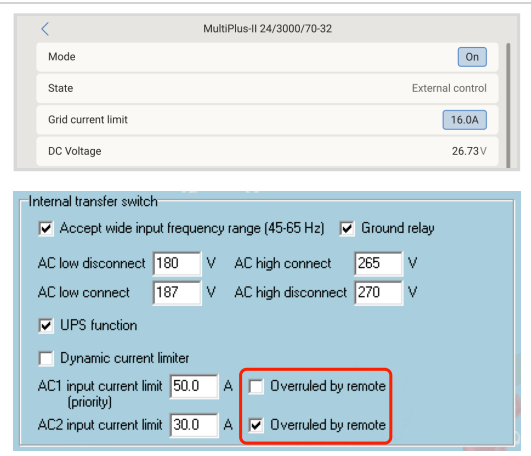 MultiPlus-II 24/3000/70-32
Mode On
State External control
Grid current limit 16.0A
DC Voltage 26.73V
Internal transfer switch
Accept wide input frequency range (45-65 Hz) Ground relay
AC low disconnect 180 V AC high connect 265 V
AC low connect 187 V AC high disconnect 270 V
UPS function
Dynamic current limiter
AC1 input current limit 50.0 A Overruled by remote
(priority)
AC2 input current limit 30.0 A Overruled by remote